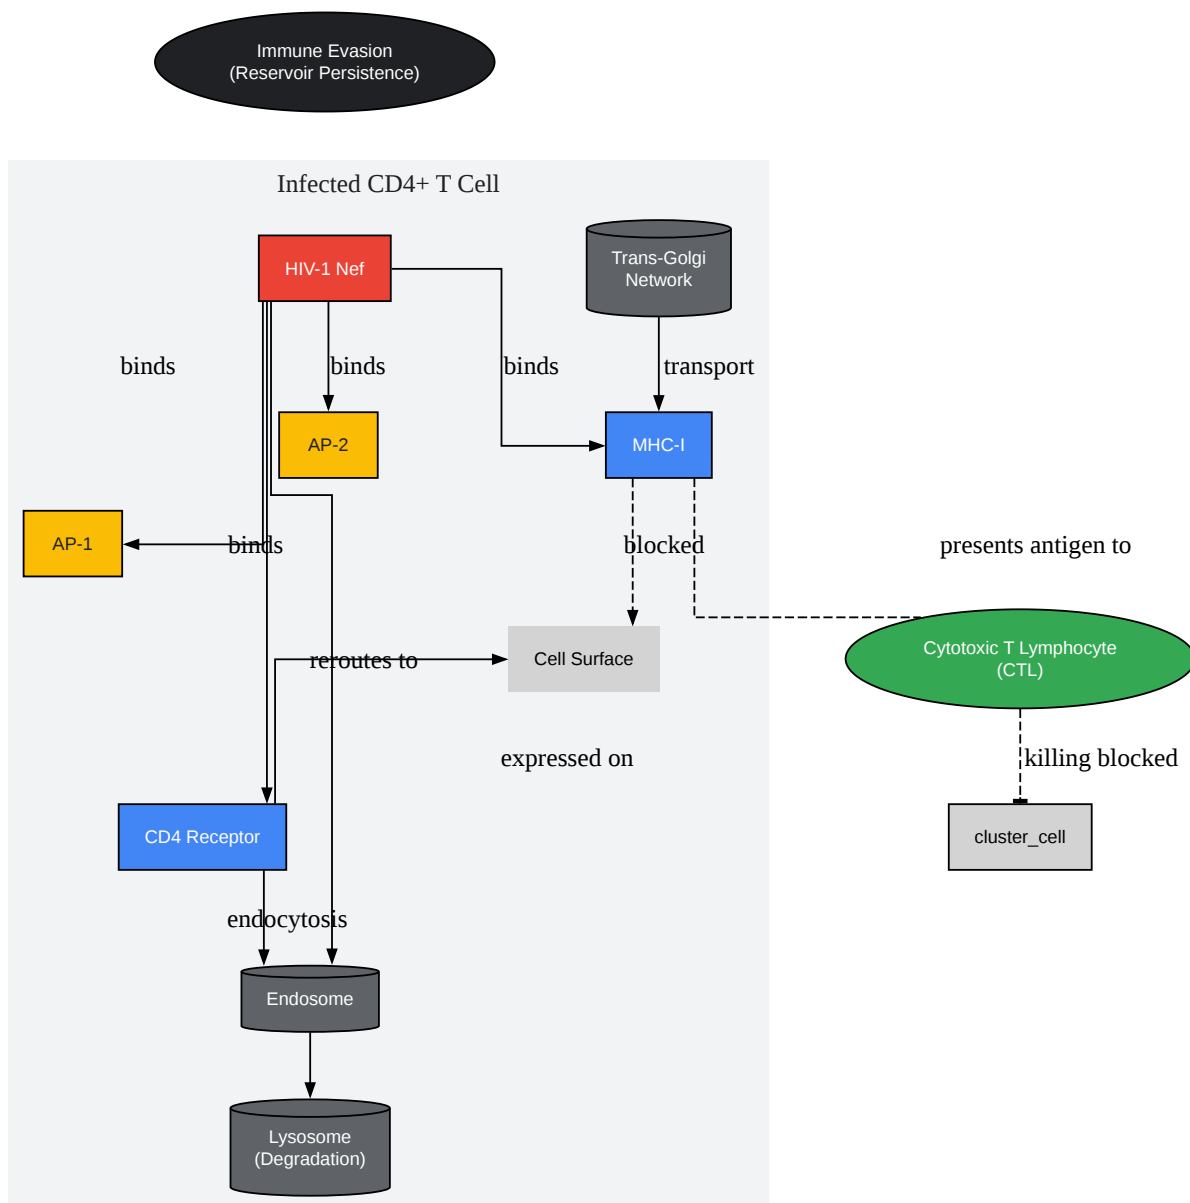 Immune Evasion
(Reservoir Persistence)
Infected CD4+ T Cell
HIV-1 Nef
Trans-Golgi
Network
binds
binds
binds
transport
AP-2
MHC-I
AP-1
binds
blocked
presents antigen to
reroutes to
Cell Surface
Cytotoxic T Lymphocyte
(CTL)
expressed on
killing blocked
CD4 Receptor
cluster_cell
endocytosis
Endosome
Lysosome
(Degradation)